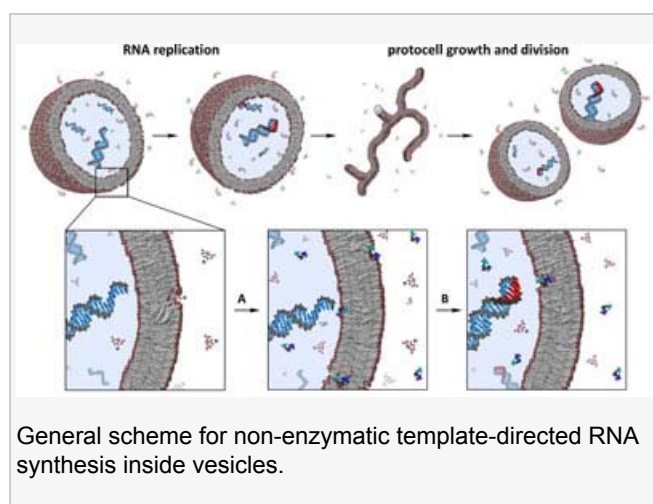 RNA replication
protocell growth and division
A
B
General scheme for non-enzymatic template-directed RNA
synthesis inside vesicles.